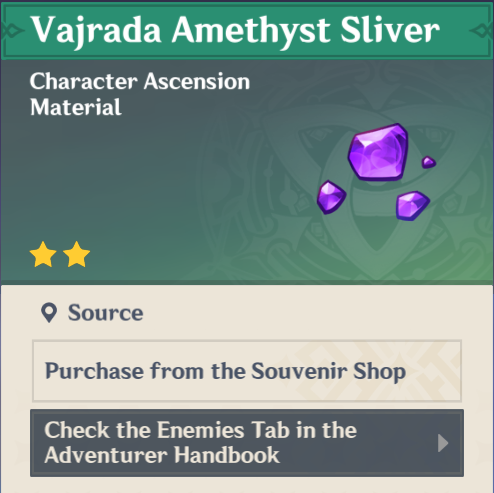 Vajrada Amethyst Sliver
Character Ascension
Material
Source
Purchase from the Souvenir Shop
Check the Enemies Tab in the
Adventurer Handbook